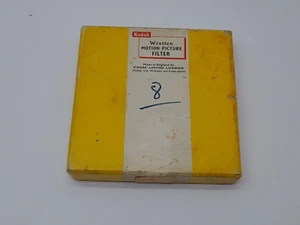 Kodak
Wratten
MOTION PICTURE
FILTER
Made in England by
KODAK LIMITED LONDON
8